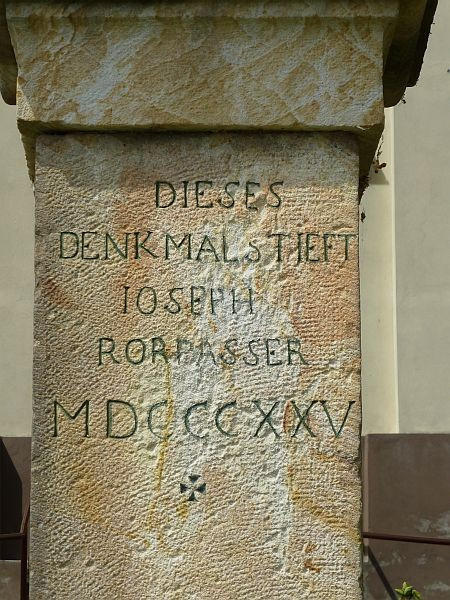 DIESES
DENKMAL STIEFT
IOSEPH
RORPASSER
MDCCCXXV